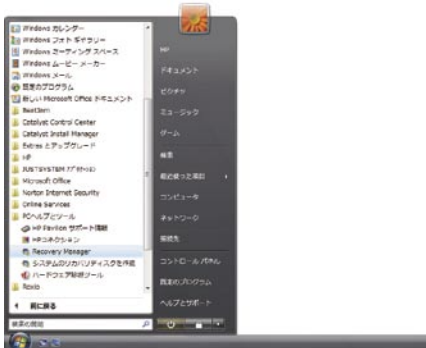 Windows カレンダー
Windows フォト ギャラリー
Windows ミーティング スペース
Windows ムービー メーカー
Windows メール
既定のプログラム
新しい Microsoft Office ドキュメント
Catalyst Control Center
Catalyst Install Manager
Extras とアップグレード
HP
JUSTSYSTEM
Microsoft Office
Norton Internet Security
Online Services
PCヘルプとツール
HP Pavilion サポート情報
HPコネクション
Recovery Manager
システムのリカバリディスクを作成
ハードウェア診断ツール
Roxio
前に戻る
検索の開始
HP
ドキュメント
ピクチャ
ミュージック
ゲーム
検索
最近使った項目
コンピュータ
ネットワーク
接続先
コントロール パネル
既定のプログラム
ヘルプとサポート